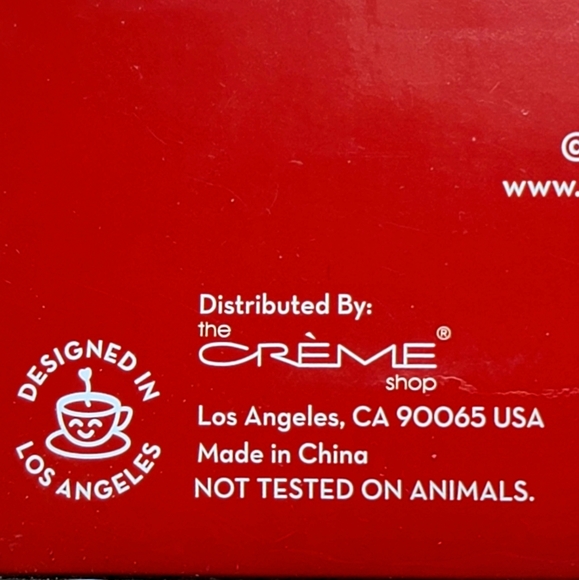 ©
www.
Distributed By:
the
CRÈME®
shop
Los Angeles, CA 90065 USA
Made in China
NOT TESTED ON ANIMALS.
DESIGNED IN
LOS ANGELES